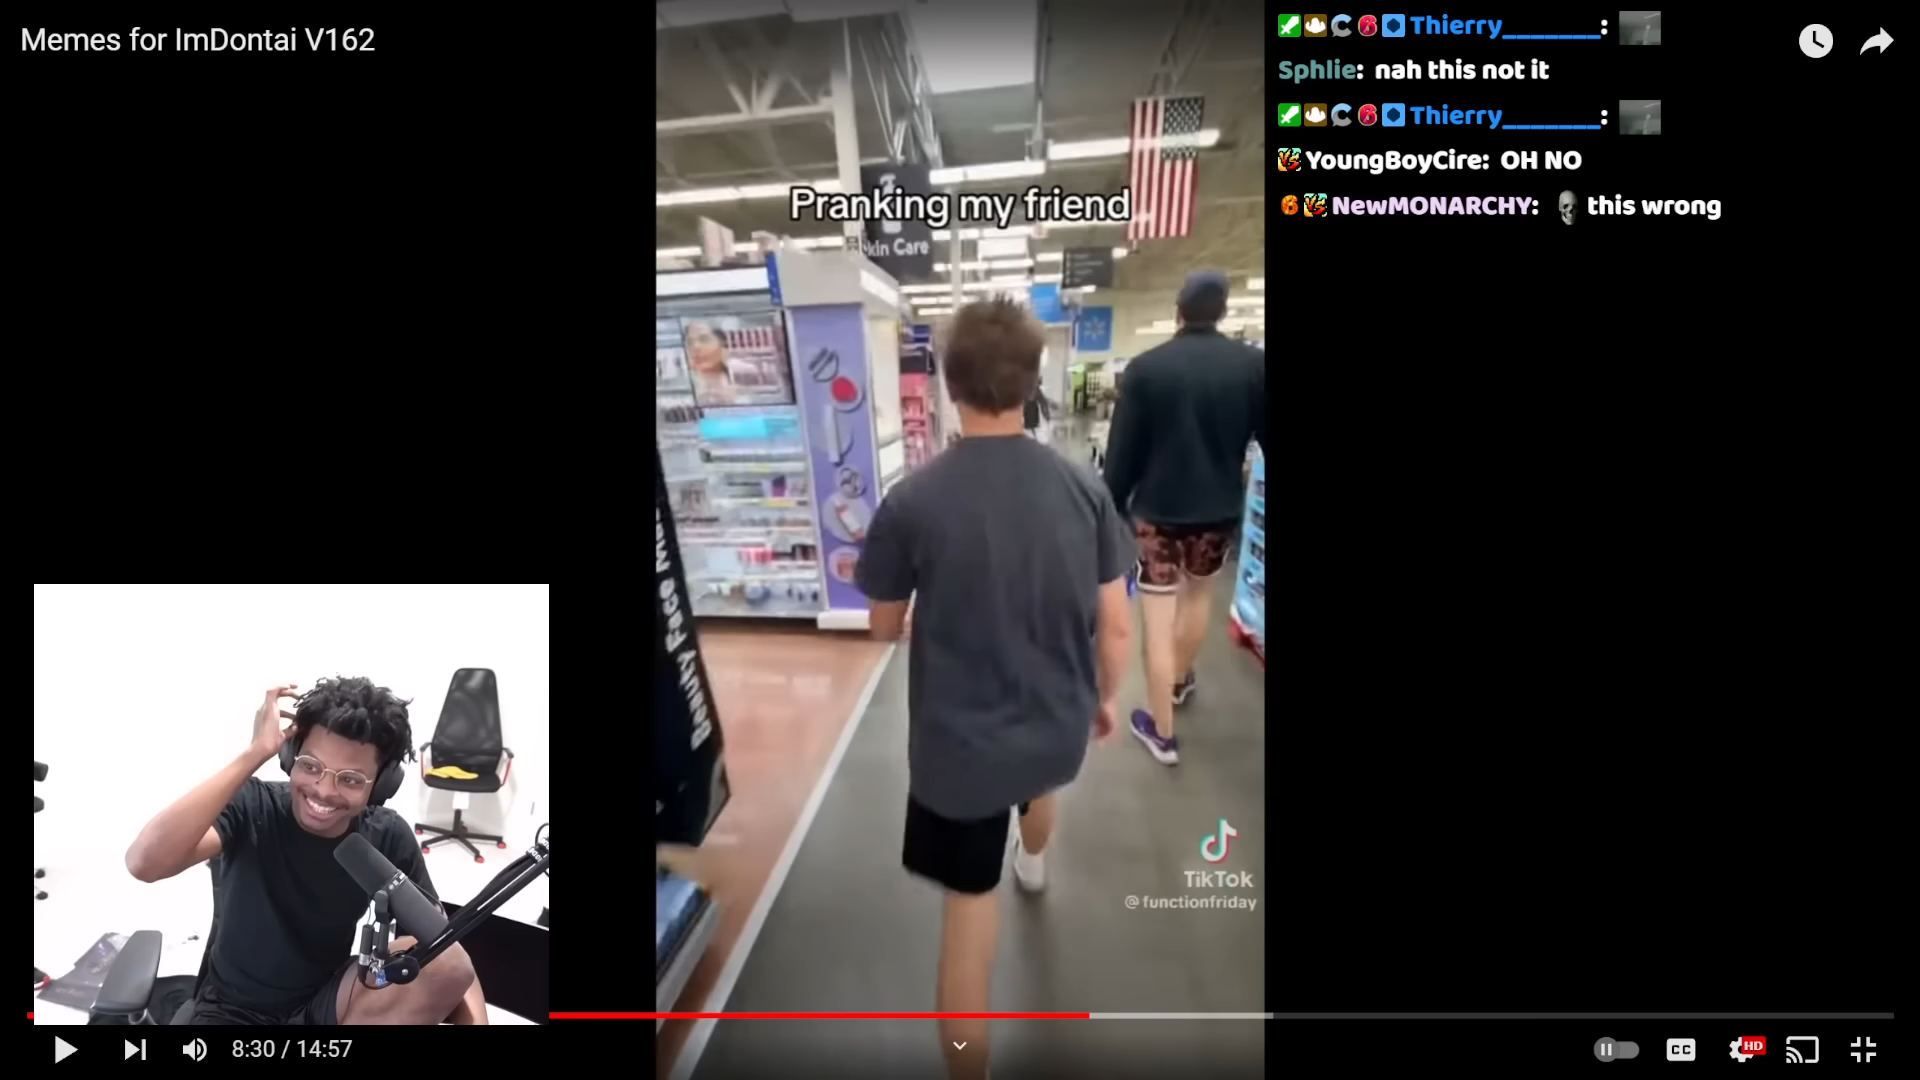 Memes for ImDontai V162
Thierry_______:
Sphlie: nah this not it
Thierry_______:
YoungBoyCire: OH NO
NewMONARCHY: this wrong
Pranking my friend
Skin Care
Beauty Face
TikTok
@functionfriday
8:30 / 14:57
CC
HD